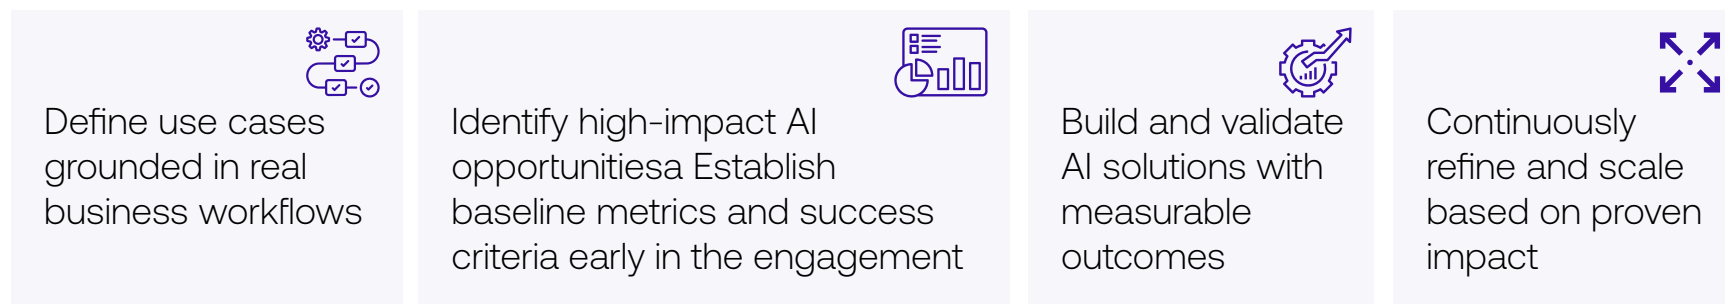 Define use cases
grounded in real
business workflows
Identify high-impact AI
opportunitiesa Establish
baseline metrics and success
criteria early in the engagement
Build and validate
AI solutions with
measurable
outcomes
Continuously
refine and scale
based on proven
impact